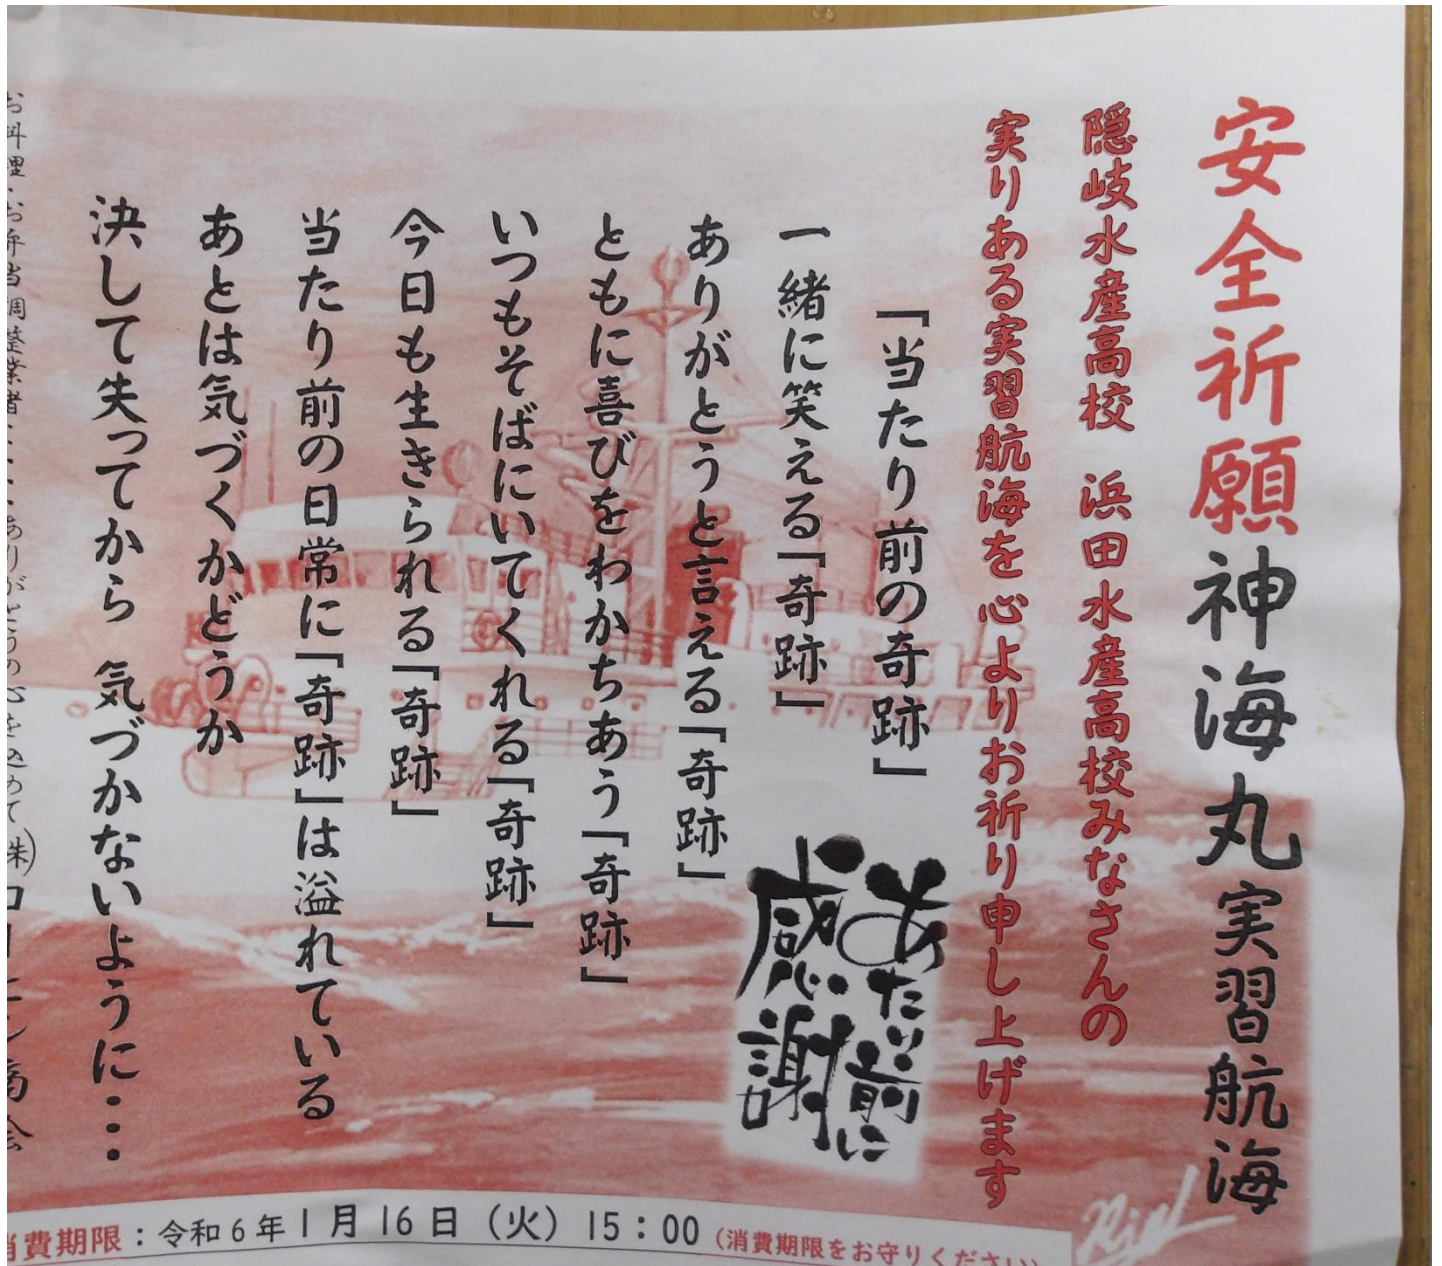 安全祈願神海丸実習航海
隠岐水産高校 浜田水産高校みなさんの
実りある実習航海を心よりお祈り申し上げます
「当たり前の奇跡」
一緒に笑える「奇跡」
ありがとうと言える「奇跡」
ともに喜びをわかちあう「奇跡」
いつもそばにいてくれる「奇跡」
今日も生きられる「奇跡」
当たり前の日常に「奇跡」は溢れている
あとは気づくかどうか
決して失ってから 気づかないように・・・
あたり前に
感謝
お料理・お弁当調整業者・・・ありがとうの心を込めて㈱
商会
消費期限：令和6年1月16日（火）15：00（消費期限をお守りください）